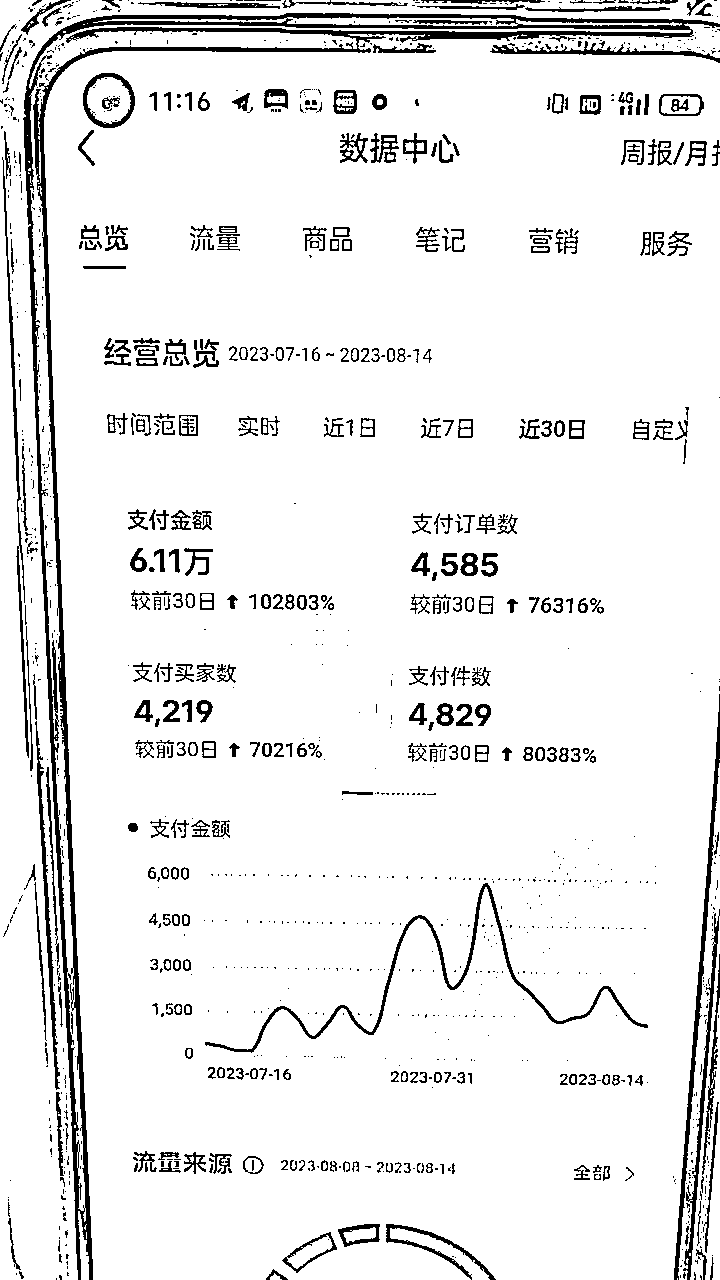 11:16 HD 4G 84
数据中心 周报/月
总览 流量 商品 笔记 营销 服务
经营总览 2023-07-16 ~ 2023-08-14
时间范围 实时 近1日 近7日 近30日 自定义
支付金额 支付订单数
6.11万 4,585
较前30日 ↑ 102803% 较前30日 ↑ 76316%
支付买家数 支付件数
4,219 4,829
较前30日 ↑ 70216% 较前30日 ↑ 80383%
支付金额
6,000
4,500
3,000
1,500
0
2023-07-16 2023-07-31 2023-08-14
流量来源 2023-08-08 ~ 2023-08-14 全部 >